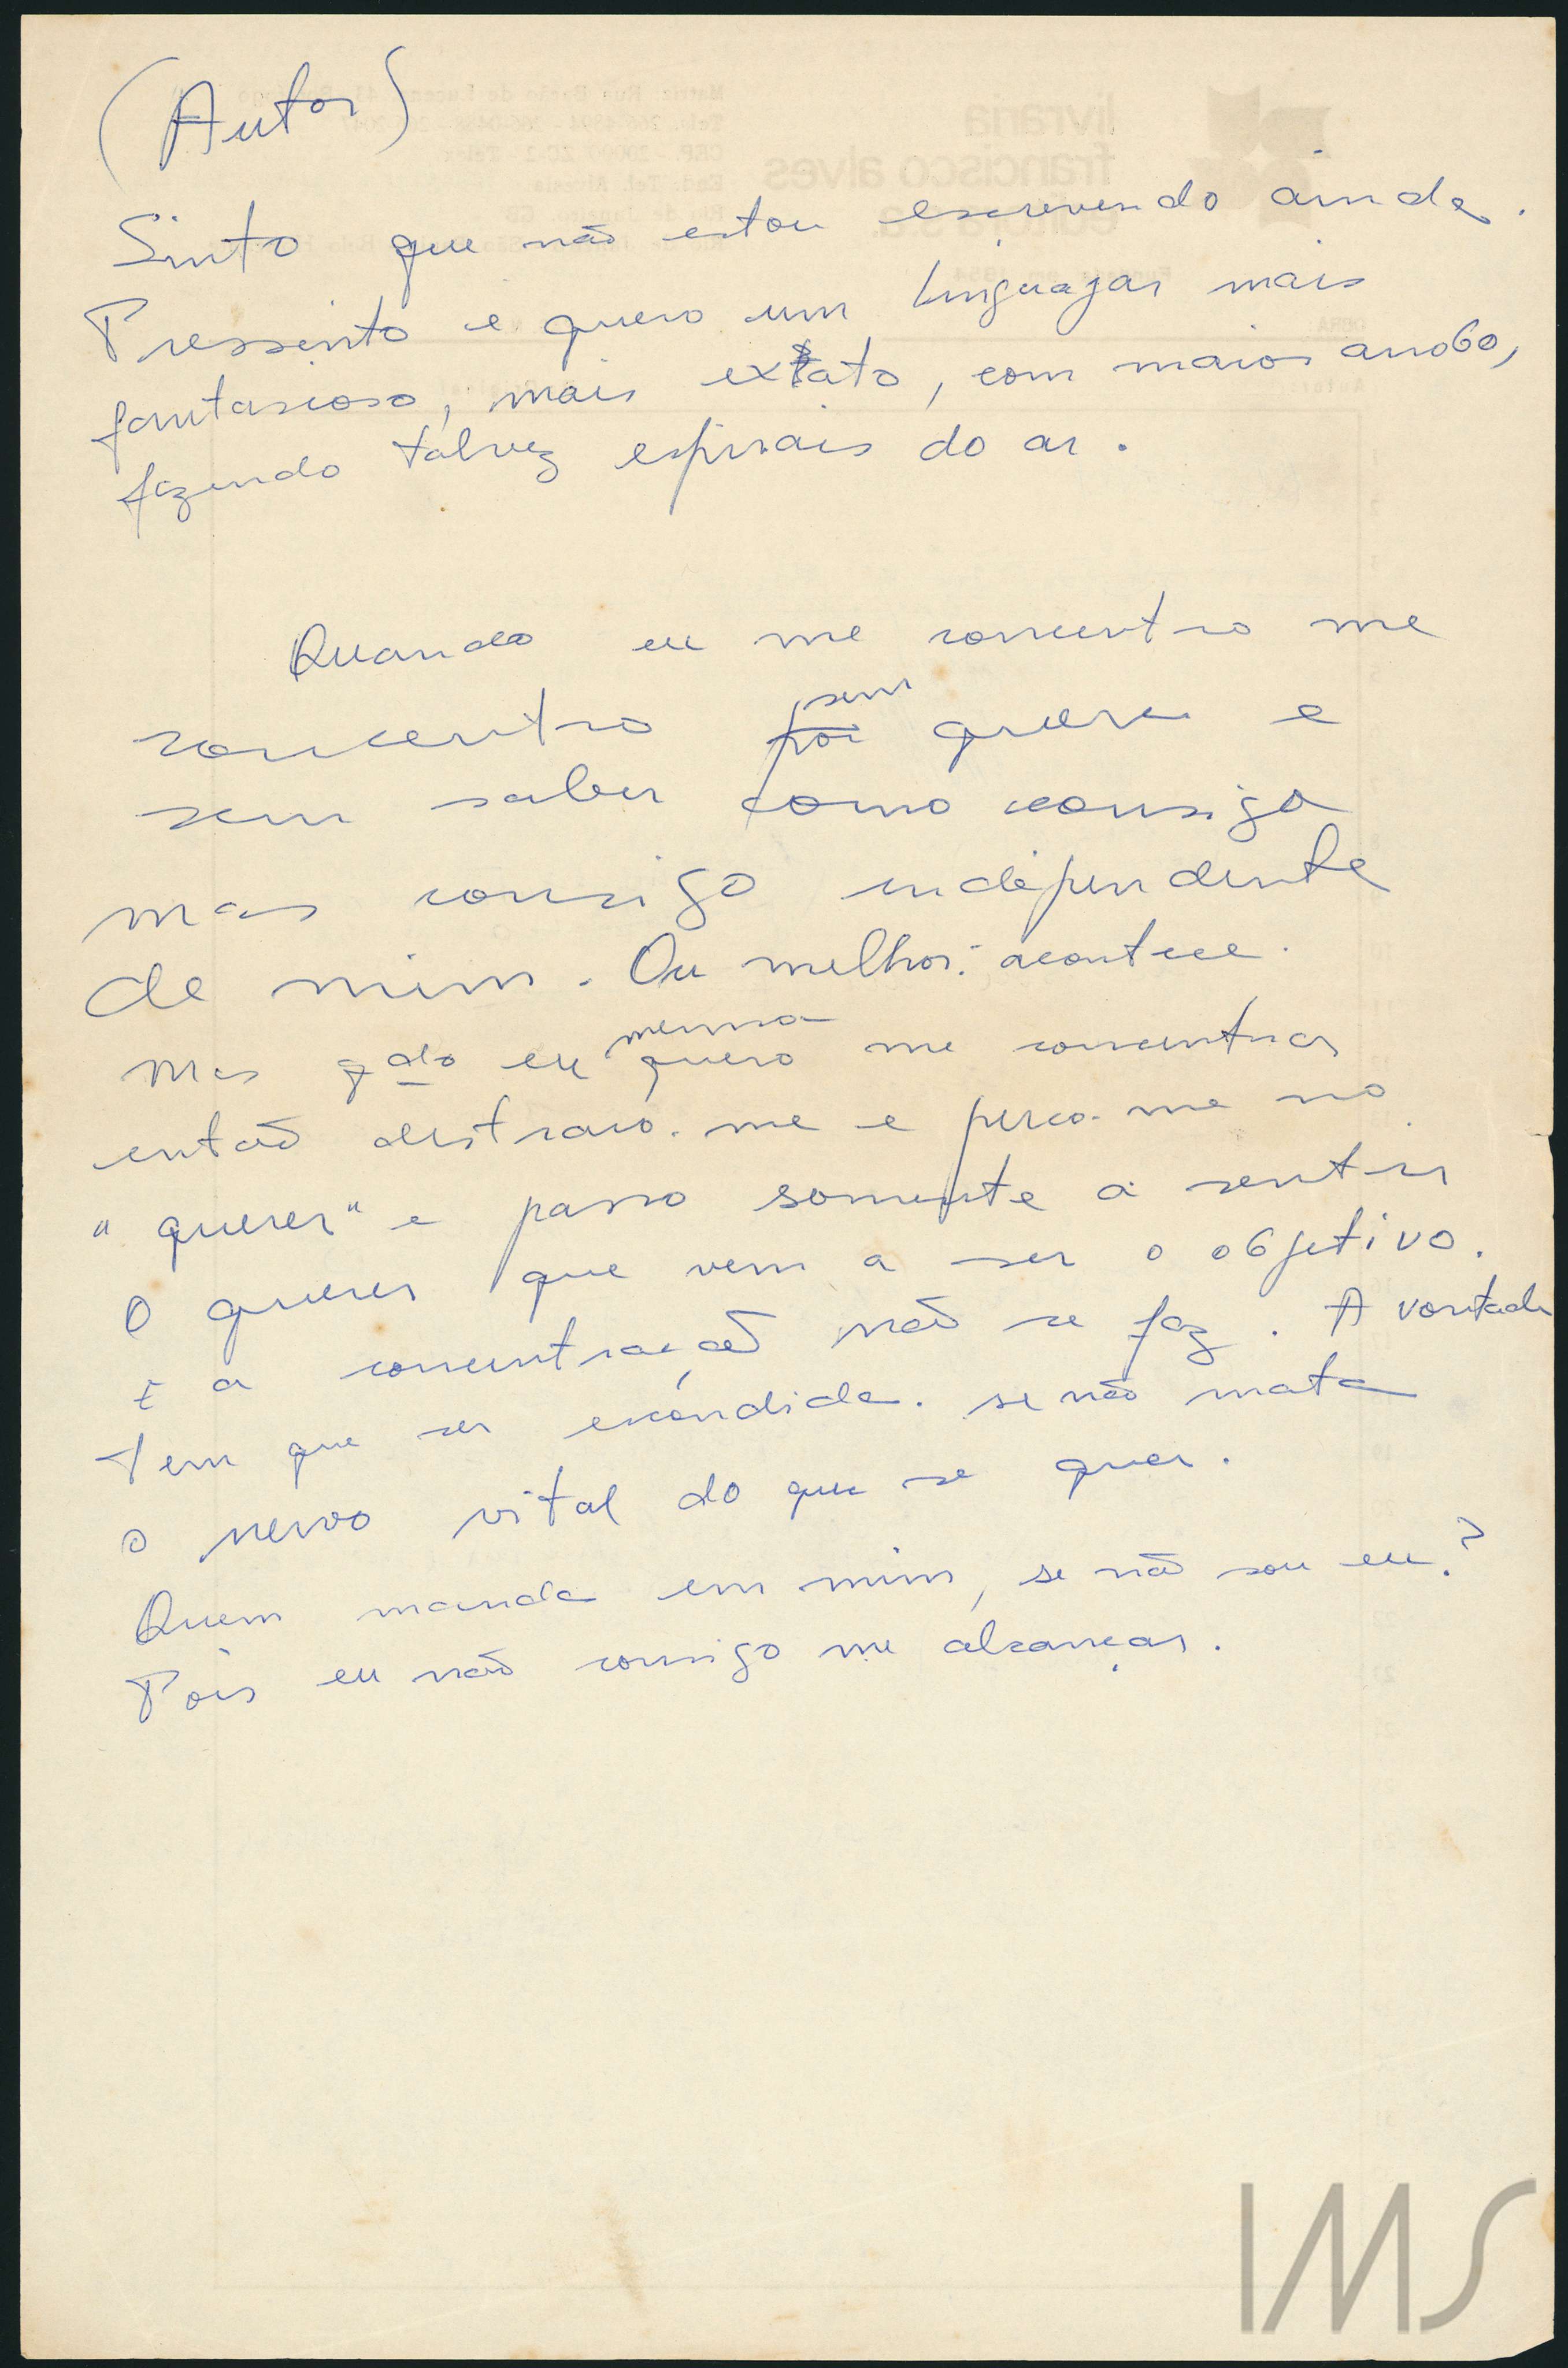 (Autor)
Sinto que não estou escrevendo ainda.
Pressinto e quero um linguajar mais
fantasioso, mais exato, com maior arroubo,
fazendo talvez espirais do ar.
Quando eu me concentro me
sem
concentro por querer e
sem saber como consigo
mas consigo independente
de mim. Ou melhor: acontece.
mesmo
Mas qdo eu quero me concentrar
então distraio-me e perco-me no
"querer" e passo somente a sentir
o querer que vem a ser o objetivo.
E a concentração não se faz. A vontade
tem que ser escondida. se não mata
o nervo vital do que se quer.
Quem manda em mim, se não sou eu?
Pois eu não consigo me alcançar.
IMS